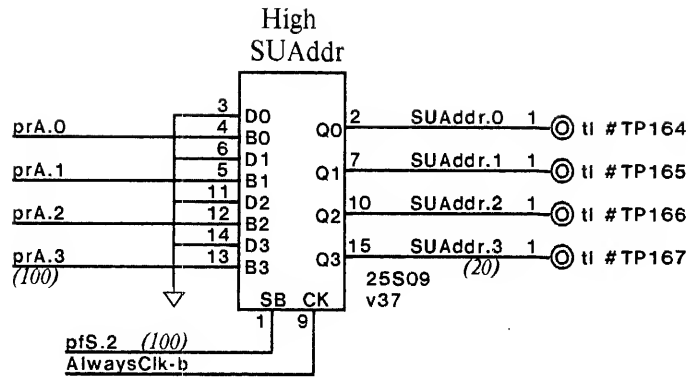 High
SUAddr
3 D0
prA.0 4 B0 Q0 2 SUAddr.0 1 tl #TP164
6 D1
prA.1 5 B1 Q1 7 SUAddr.1 1 tl #TP165
11 D2
prA.2 12 B2 Q2 10 SUAddr.2 1 tl #TP166
14 D3
prA.3 13 B3 Q3 15 SUAddr.3 1 tl #TP167
(100) (20)
25S09
SB CK v37
1 9
pfS.2 (100)
AlwaysClk-b